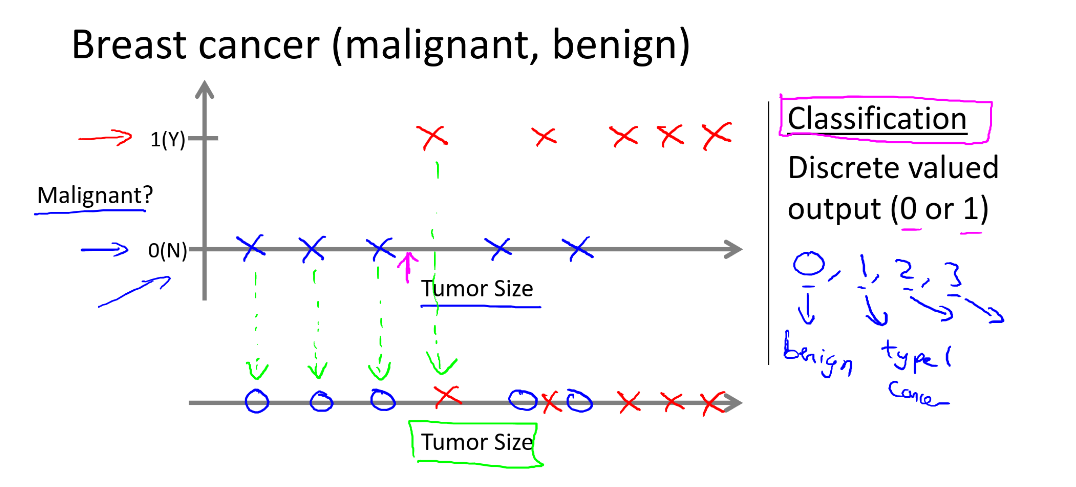 Breast cancer (malignant, benign)
1(Y)
Malignant?
0(N)
Tumor Size
Tumor Size
Classification
Discrete valued
output (0 or 1)
0, 1, 2, 3
benign
type 1
cancer